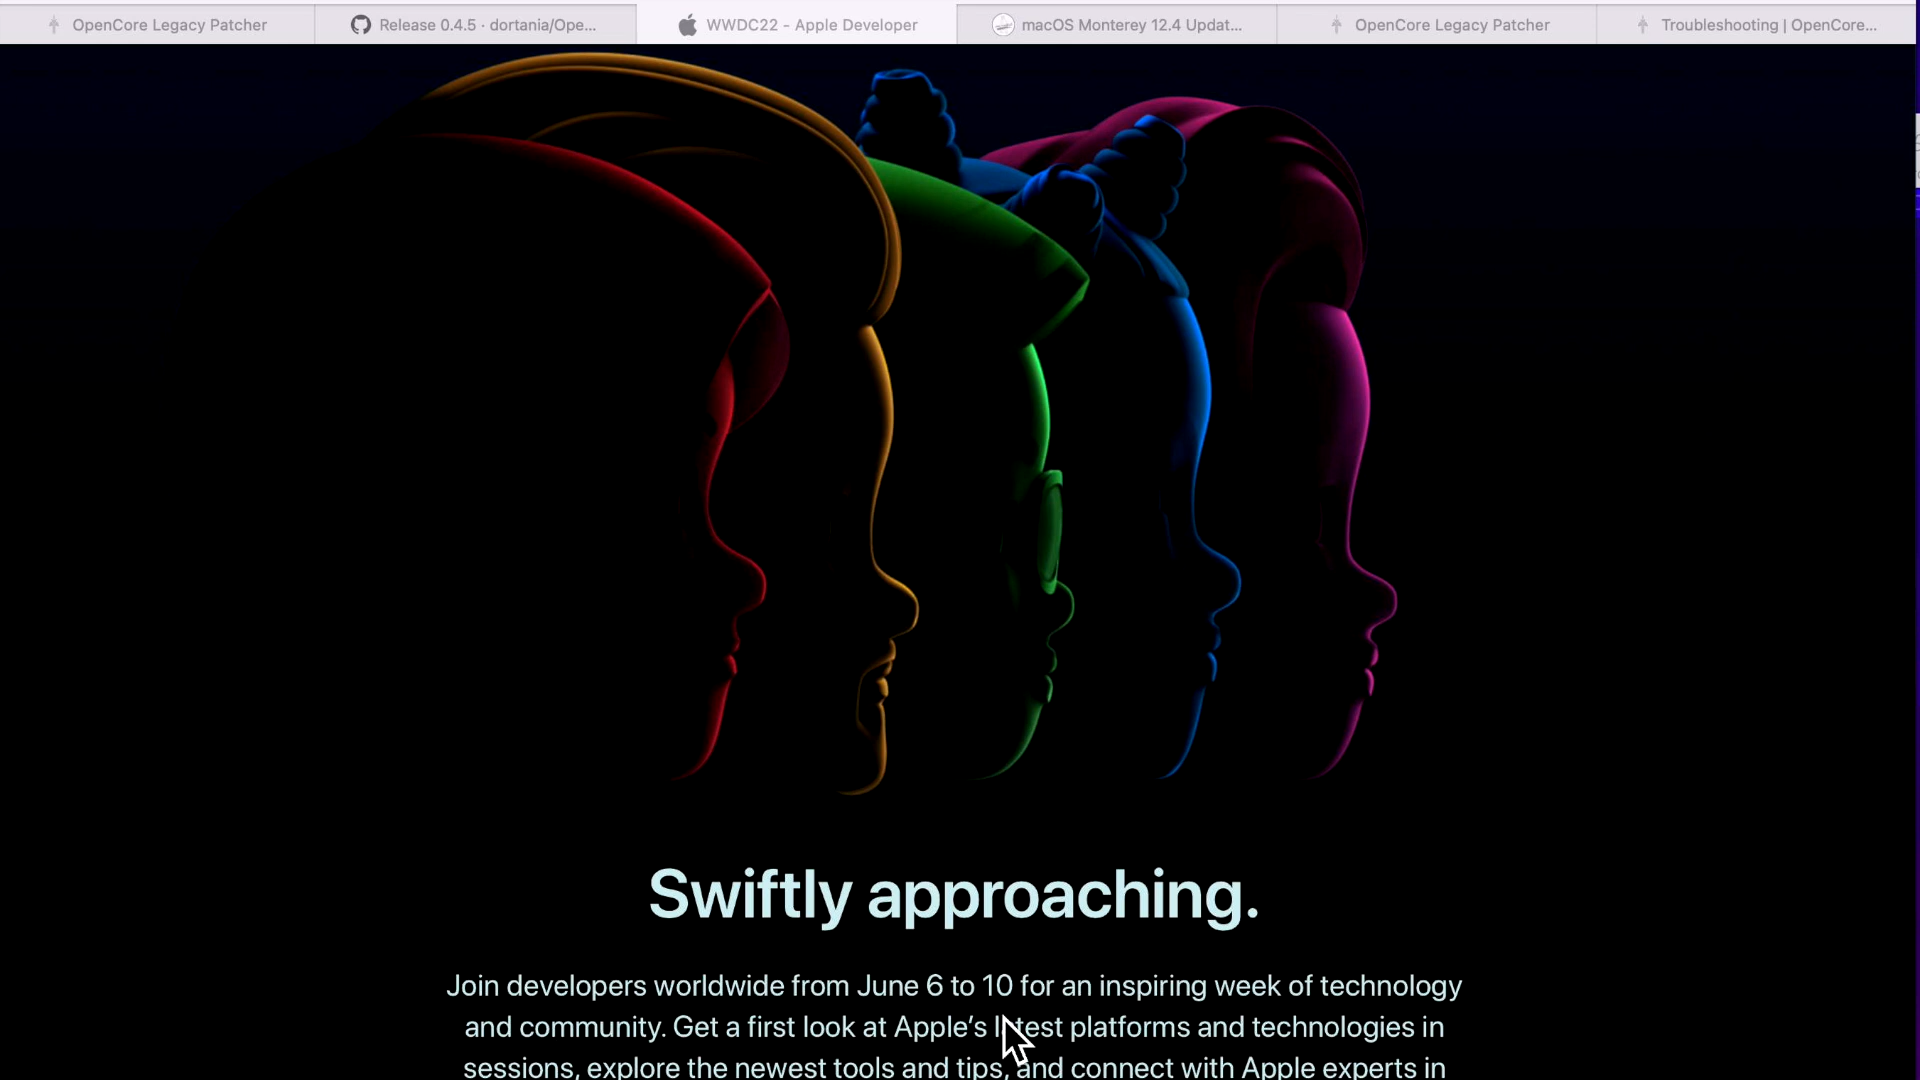 OpenCore Legacy Patcher
Release 0.4.5 · dortania/Ope...
WWDC22 - Apple Developer
macOS Monterey 12.4 Updat...
OpenCore Legacy Patcher
Troubleshooting | OpenCore...
Swiftly approaching.
Join developers worldwide from June 6 to 10 for an inspiring week of technology
and community. Get a first look at Apple’s latest platforms and technologies in
sessions, explore the newest tools and tips, and connect with Apple experts in